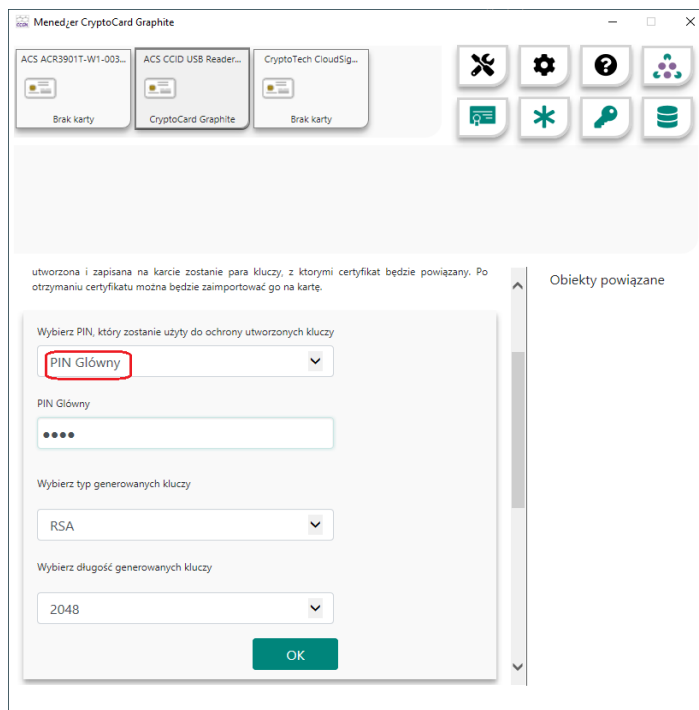 Menedżer CryptoCard Graphite
ACS ACR3901T-W1-003...
ACS CCID USB Reader...
CryptoTech CloudSig...
Brak karty
CryptoCard Graphite
Brak karty
utworzona i zapisana na karcie zostanie para kluczy, z ktorymi certyfikat będzie powiązany. Po
otrzymaniu certyfikatu można będzie zaimportować go na kartę.
Obiekty powiązane
Wybierz PIN, który zostanie użyty do ochrony utworzonych kluczy
PIN Glówny
PIN Glówny
Wybierz typ generowanych kluczy
RSA
Wybierz długość generowanych kluczy
2048
OK